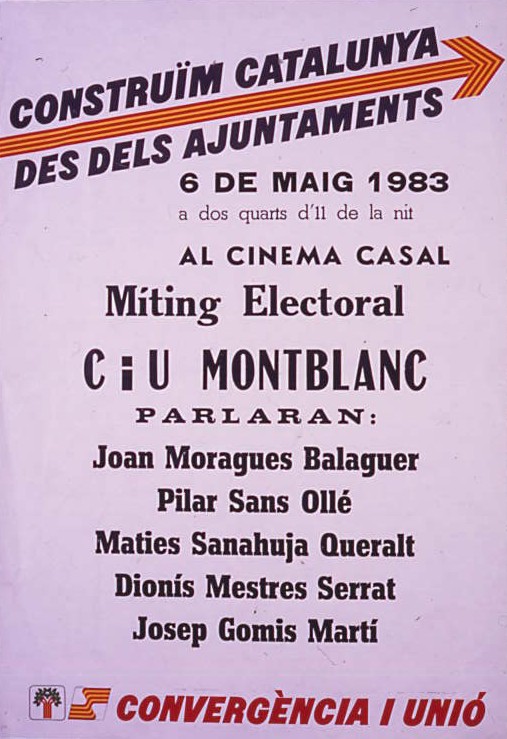 CONSTRUÏM CATALUNYA
DES DELS AJUNTAMENTS
6 DE MAIG 1983
a dos quarts d'11 de la nit
AL CINEMA CASAL
Míting Electoral
C i U MONTBLANC
PARLARAN:
Joan Moragues Balaguer
Pilar Sans Ollé
Maties Sanahuja Queralt
Dionís Mestres Serrat
Josep Gomis Martí
CONVERGÈNCIA I UNIÓ